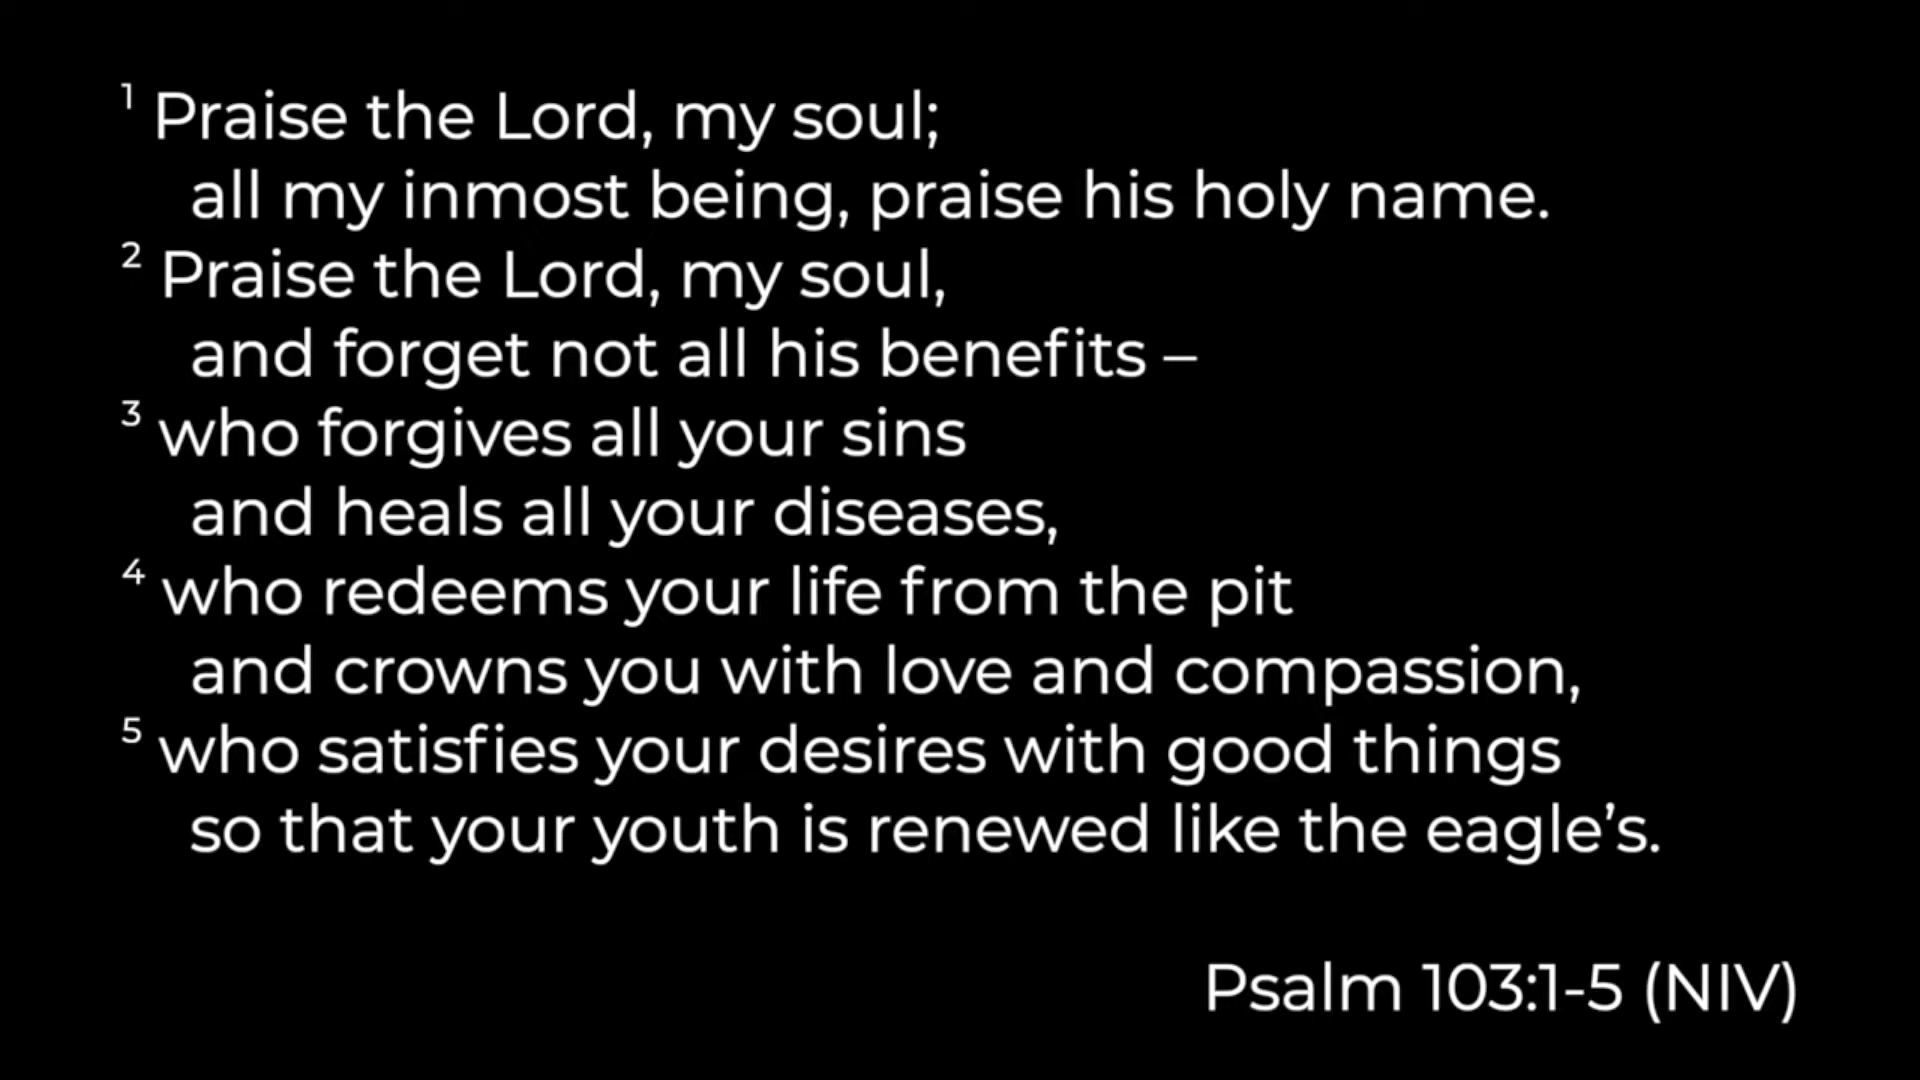 ¹ Praise the Lord, my soul;
all my inmost being, praise his holy name.
² Praise the Lord, my soul,
and forget not all his benefits –
³ who forgives all your sins
and heals all your diseases,
⁴ who redeems your life from the pit
and crowns you with love and compassion,
⁵ who satisfies your desires with good things
so that your youth is renewed like the eagle’s.
Psalm 103:1-5 (NIV)